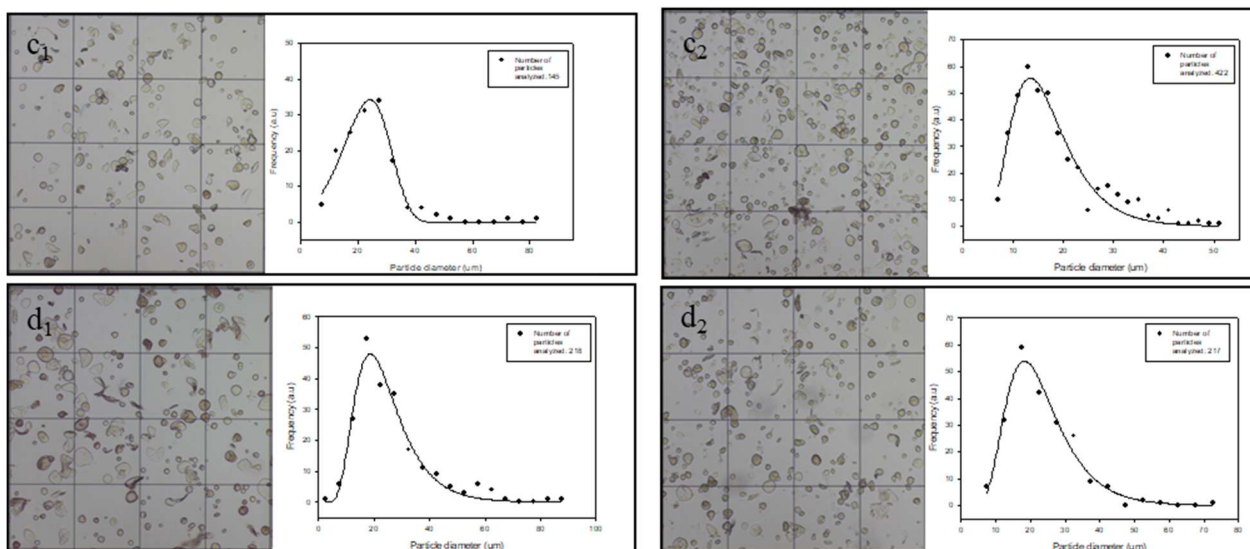 c1
50
40
30
20
10
0
Frequency (a.u)
Number of
particles
analyzed: 145
0 20 40 60 80
Particle diameter (um)
c2
70
60
50
40
30
20
10
0
Frequency (a.u)
Number of
particles
analyzed: 422
0 10 20 30 40 50
Particle diameter (um)
d1
60
50
40
30
20
10
0
Frequency (a.u)
Number of
particles
analyzed: 218
0 20 40 60 80 100
Particle diameter (um)
d2
70
60
50
40
30
20
10
0
Frequency (a.u)
Number of
particles
analyzed: 217
0 10 20 30 40 50 60 70 80
Particle diameter (μm)